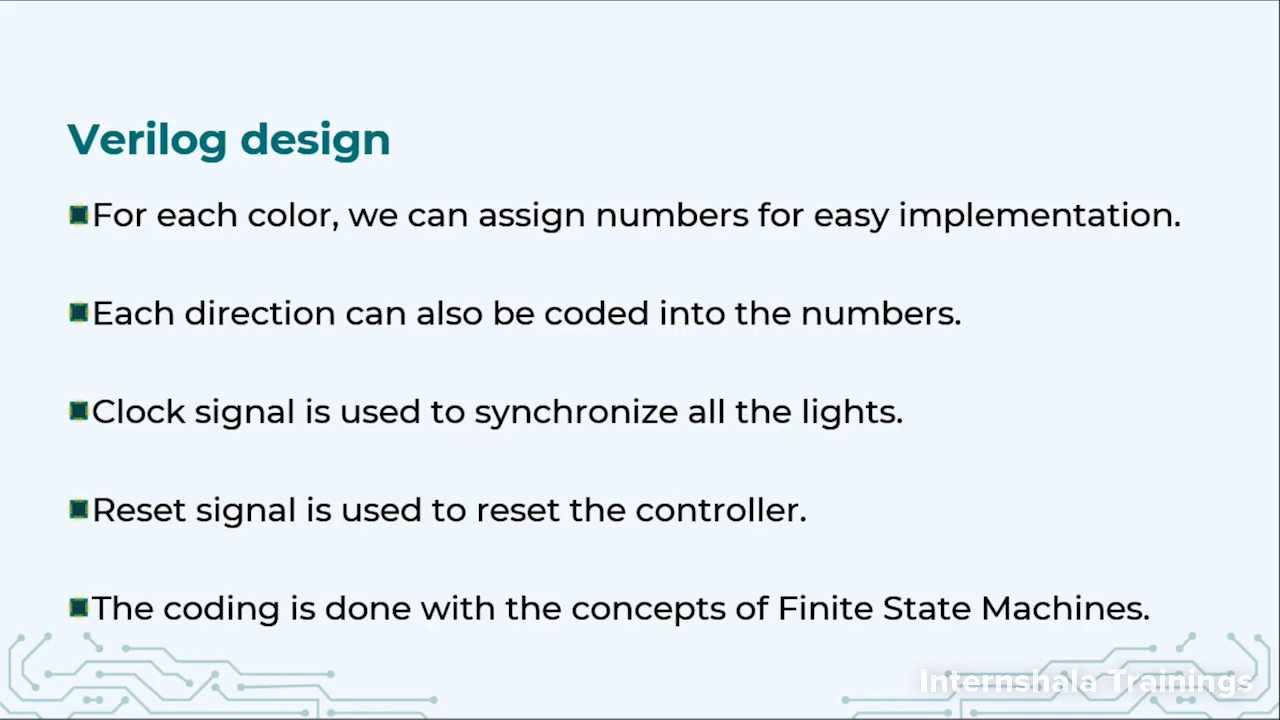 Verilog design
For each color, we can assign numbers for easy implementation.
Each direction can also be coded into the numbers.
Clock signal is used to synchronize all the lights.
Reset signal is used to reset the controller.
The coding is done with the concepts of Finite State Machines.
Internshala Trainings